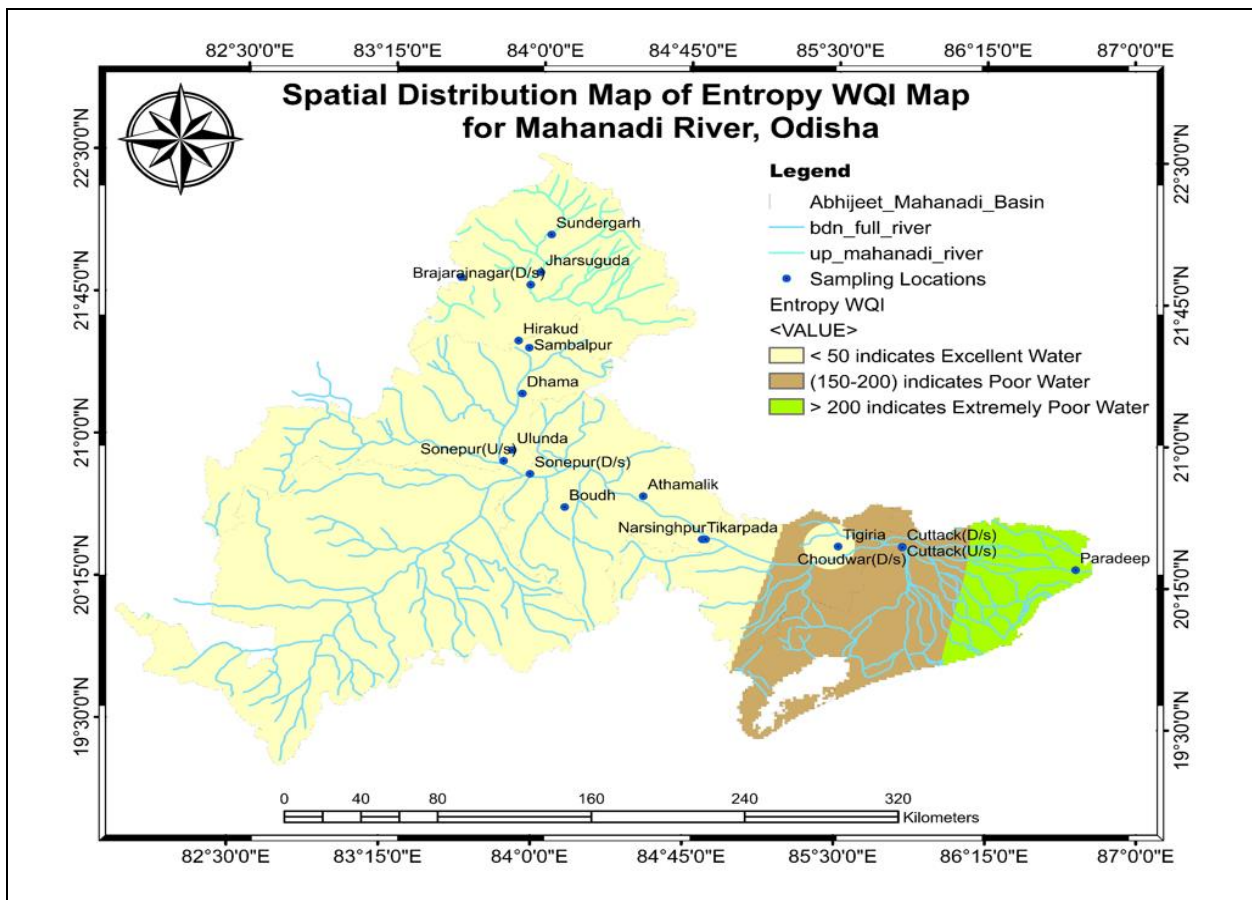 82°30'0"E 83°15'0"E 84°0'0"E 84°45'0"E 85°30'0"E 86°15'0"E 87°0'0"E
Spatial Distribution Map of Entropy WQI Map
for Mahanadi River, Odisha
22°30'0"N
21°45'0"N
21°0'0"N
20°15'0"N
19°30'0"N
22°30'0"N
21°45'0"N
21°0'0"N
20°15'0"N
19°30'0"N
Legend
Abhijeet_Mahanadi_Basin
bdn_full_river
up_mahanadi_river
Sampling Locations
Entropy WQI
<VALUE>
< 50 indicates Excellent Water
(150-200) indicates Poor Water
> 200 indicates Extremely Poor Water
Sundergarh
Jharsuguda
Brajarajnagar(D/s)
Hirakud
Sambalpur
Dhama
Ulunda
Sonepur(U/s)
Sonepur(D/s)
Boudh
Athamalik
NarsinghpurTikarpada
Tigiria
Choudwar(D/s)
Cuttack(D/s)
Cuttack(U/s)
Paradeep
0 40 80 160 240 320
Kilometers
82°30'0"E 83°15'0"E 84°0'0"E 84°45'0"E 85°30'0"E 86°15'0"E 87°0'0"E